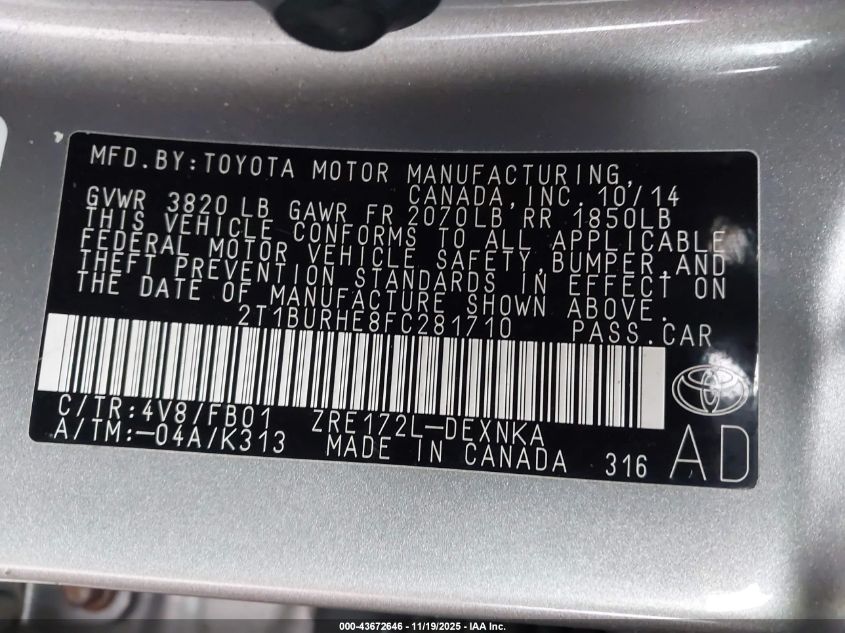 MFD.BY:TOYOTA MOTOR MANUFACTURING,
CANADA,INC. 10/14
GVWR 3820 LB GAWR FR 2070LB RR 1850LB
THIS VEHICLE CONFORMS TO ALL APPLICABLE
FEDERAL MOTOR VEHICLE SAFETY,BUMPER,AND
THEFT PREVENTION STANDARDS IN EFFECT ON
THE DATE OF MANUFACTURE SHOWN ABOVE.
2T1BURHE8FC281710 PASS.CAR
C/TR:4V8/FB01 ZRE172L-DEXNKA
A/TM:-04A/K313 MADE IN CANADA 316 AD
000-43672646 - 11/19/2025 - IAA Inc.